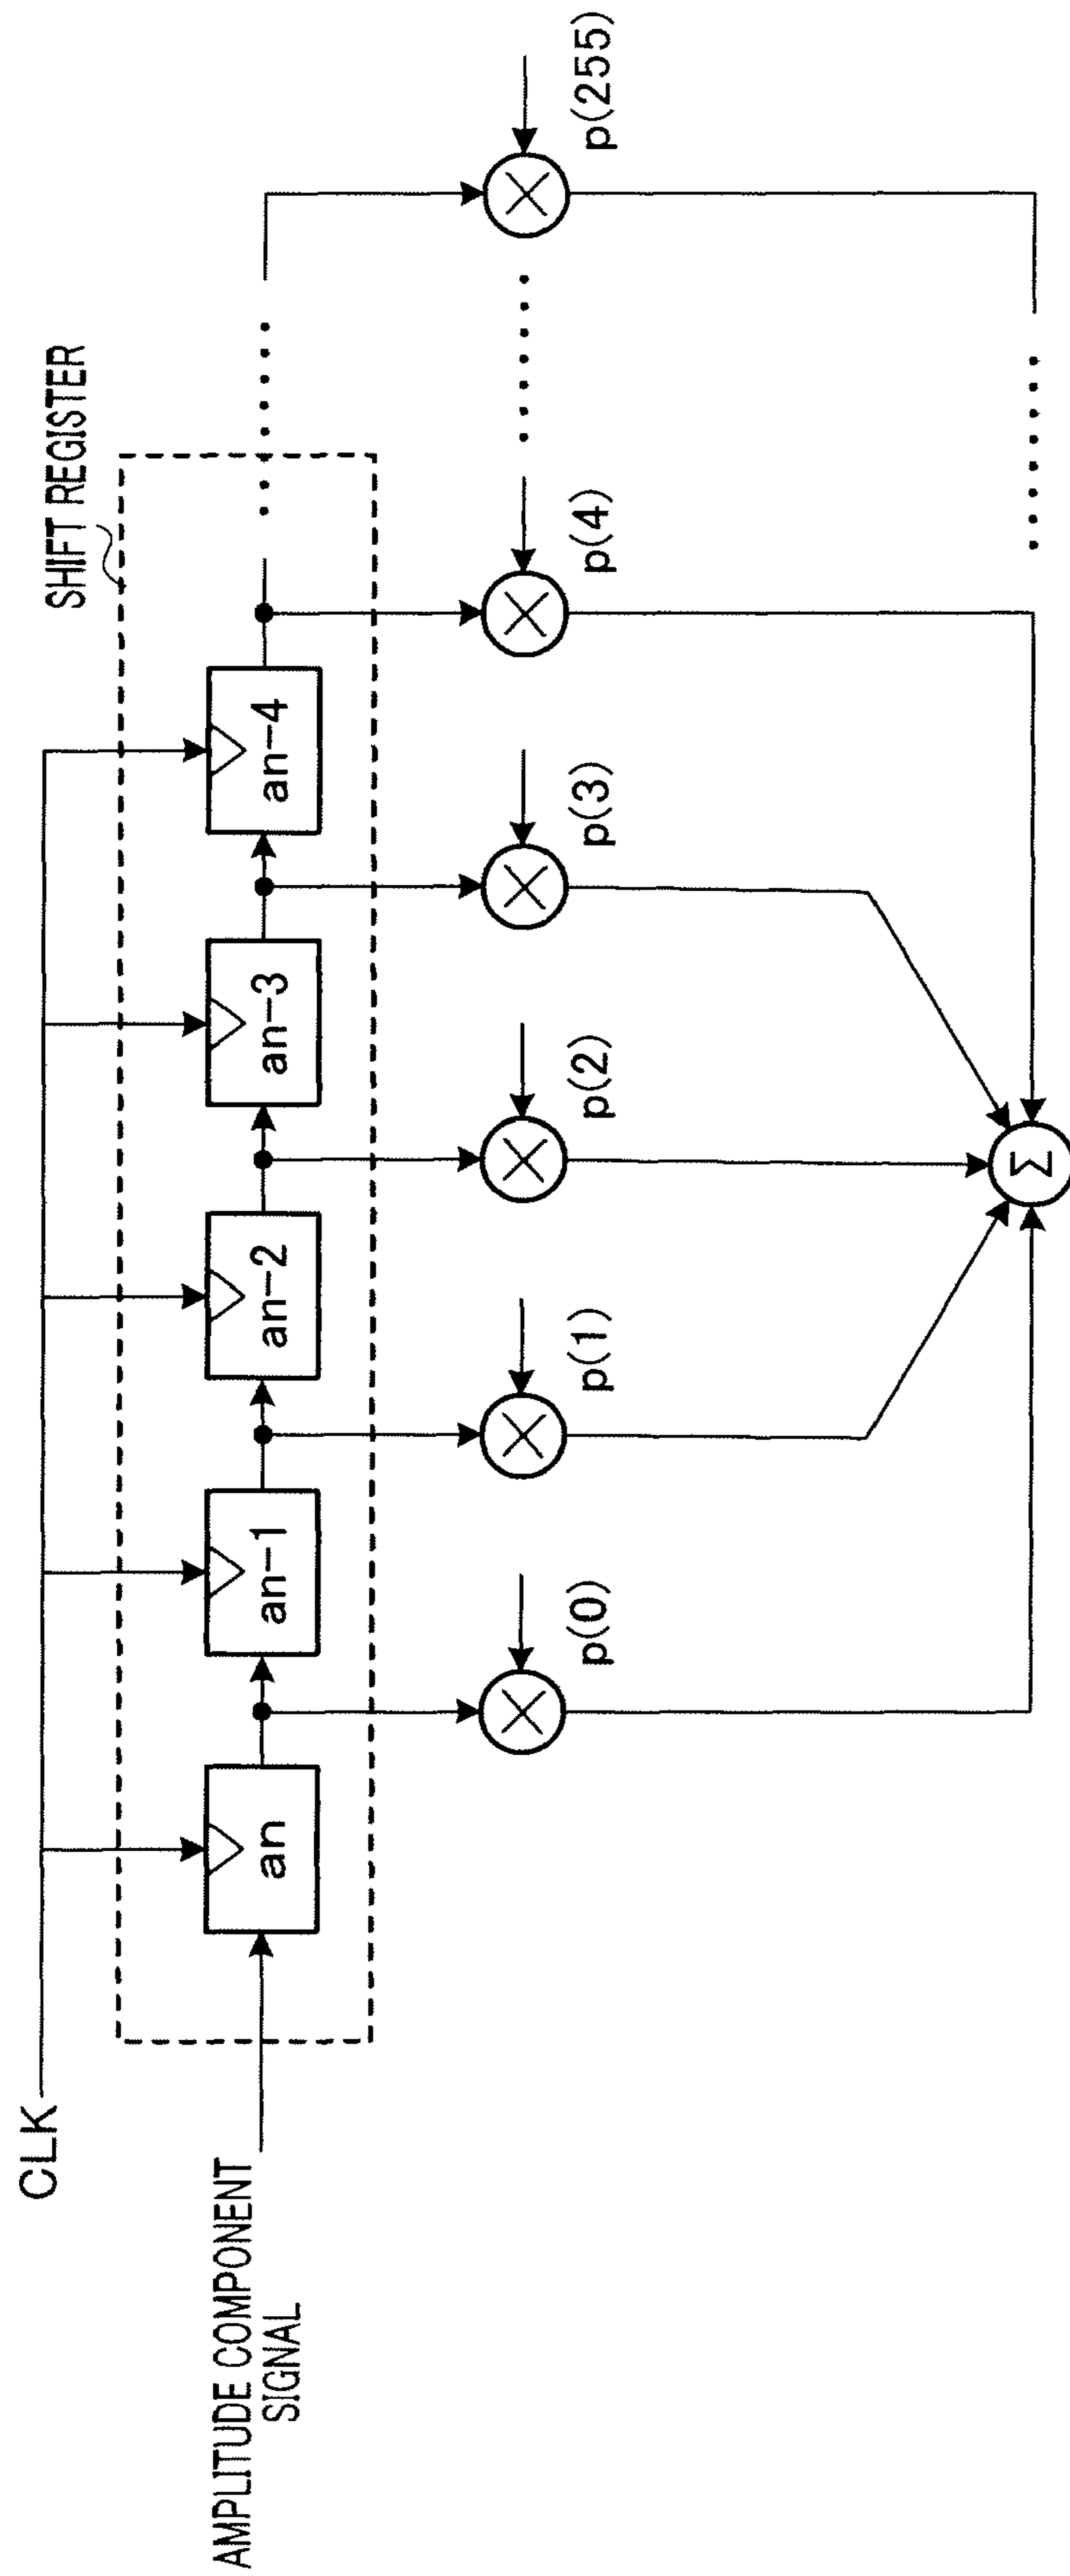 CLK
SHIFT REGISTER
AMPLITUDE COMPONENT
SIGNAL
an
an-1
an-2
an-3
an-4
p(0)
p(1)
p(2)
p(3)
p(4)
p(255)
Σ